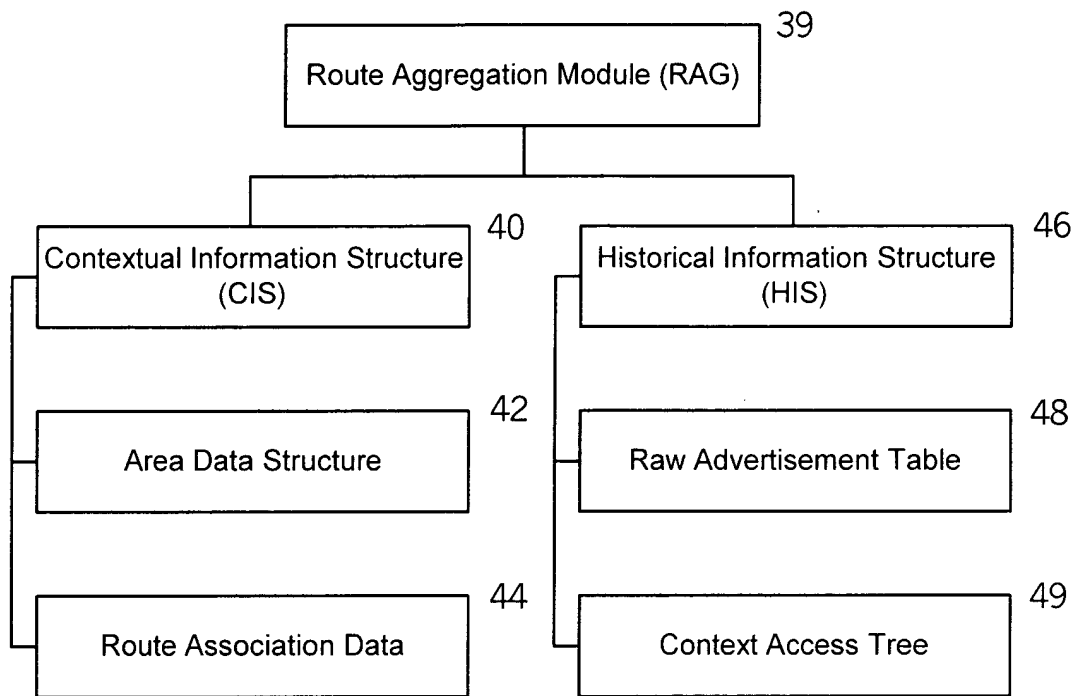 39
Route Aggregation Module (RAG)
40
Contextual Information Structure
(CIS)
46
Historical Information Structure
(HIS)
42
Area Data Structure
48
Raw Advertisement Table
44
Route Association Data
49
Context Access Tree